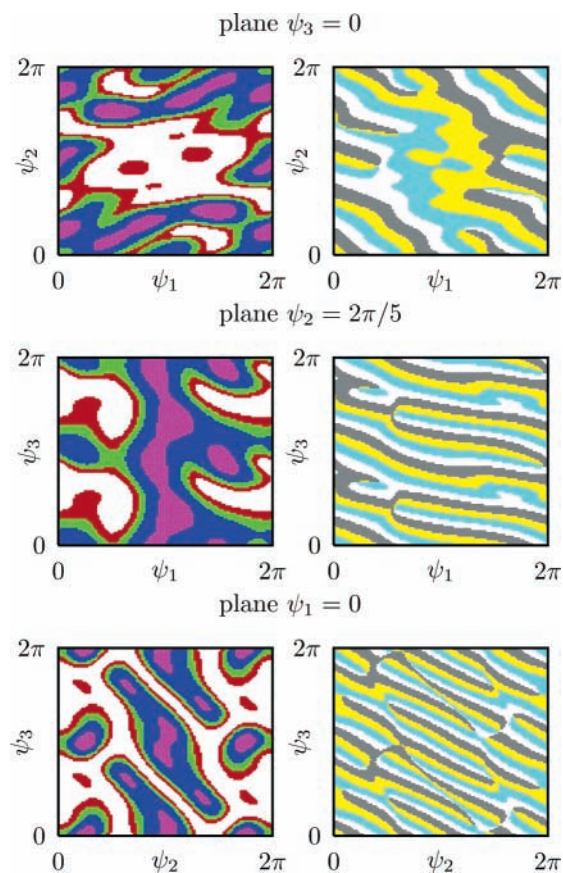 plane ψ₃ = 0
2π 2π
ψ₂ ψ₂
0 0
0 ψ₁ 2π 0 ψ₁ 2π
plane ψ₂ = 2π/5
2π 2π
ψ₃ ψ₃
0 0
0 ψ₁ 2π 0 ψ₁ 2π
plane ψ₁ = 0
2π 2π
ψ₃ ψ₃
0 0
0 ψ₂ 2π 0 ψ₂ 2π